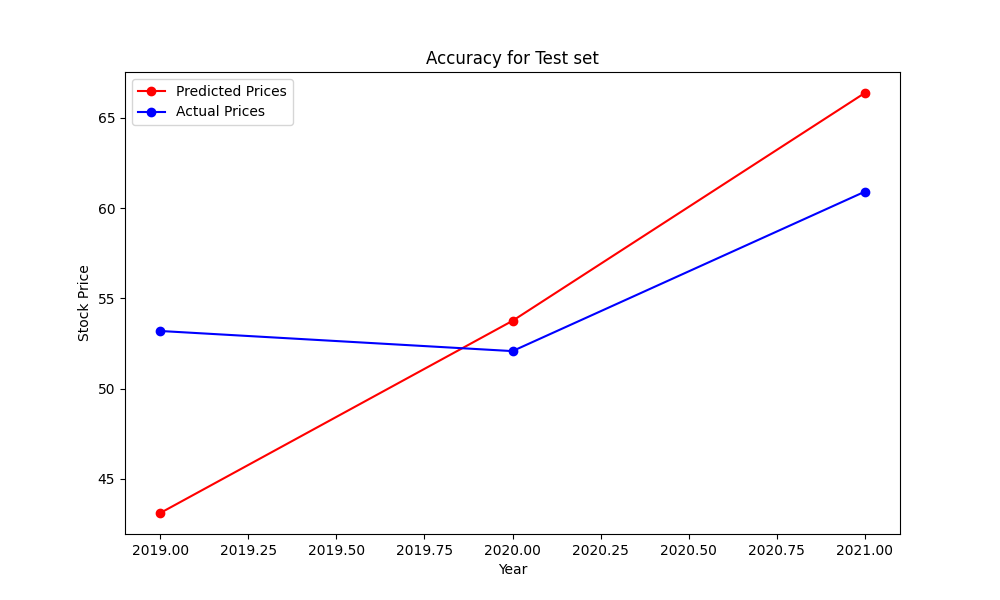 Accuracy for Test set
Predicted Prices
Actual Prices
65
60
55
50
45
Stock Price
2019.00 2019.25 2019.50 2019.75 2020.00 2020.25 2020.50 2020.75 2021.00
Year